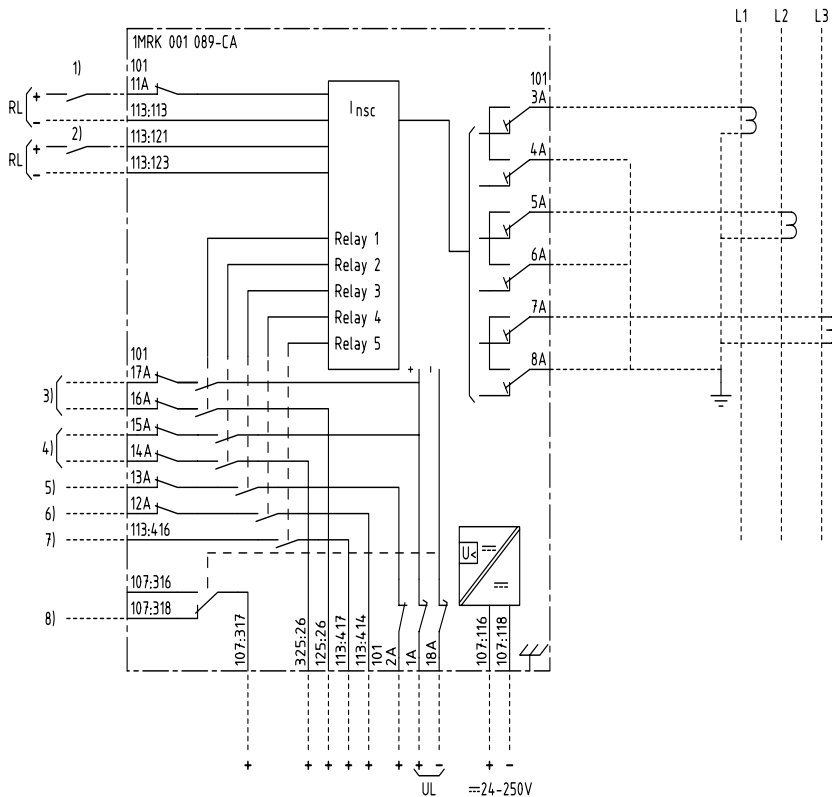 L1 L2 L3
1MRK 001 089-CA
1)
101
11A
RL + -
113:113
2)
113:121
RL + -
113:123
Insc
101
3A
4A
5A
6A
7A
8A
Relay 1
Relay 2
Relay 3
Relay 4
Relay 5
+ -
101
17A
3)
16A
15A
4)
14A
5)
13A
6)
12A
7)
113:416
U<
107:316
107:318
8)
107:317
325:26
125:26
113:417
113:414
101
2A
1A
18A
107:116
107:118
+ + + + + + + - + -
UL
24-250V